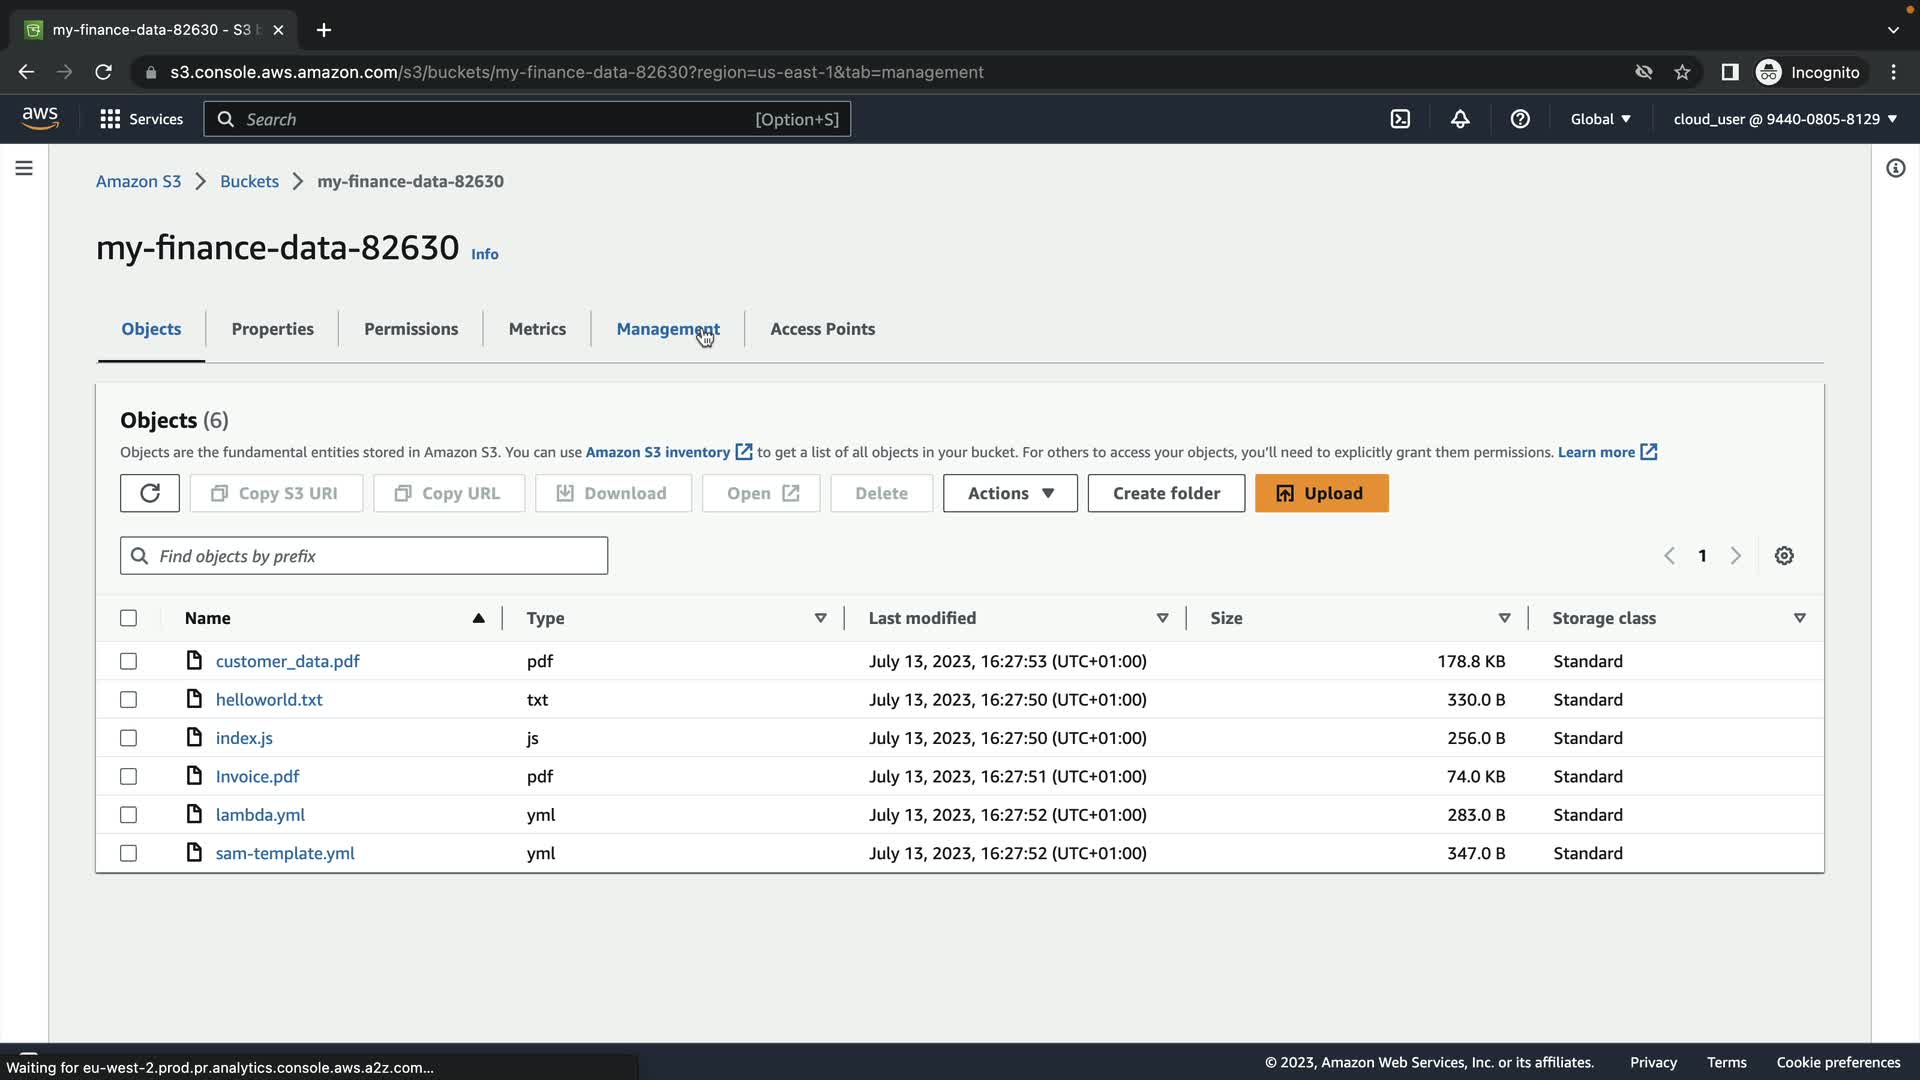 my-finance-data-82630 - S3 b
s3.console.aws.amazon.com/s3/buckets/my-finance-data-82630?region=us-east-1&tab=management
Incognito
aws
Services
Search
[Option+S]
Global
cloud_user @ 9440-0805-8129
Amazon S3 > Buckets > my-finance-data-82630
my-finance-data-82630 Info
Objects
Properties
Permissions
Metrics
Management
Access Points
Objects (6)
Objects are the fundamental entities stored in Amazon S3. You can use Amazon S3 inventory to get a list of all objects in your bucket. For others to access your objects, you'll need to explicitly grant them permissions. Learn more
Copy S3 URI
Copy URL
Download
Open
Delete
Actions
Create folder
Upload
Find objects by prefix
1
Name Type Last modified Size Storage class
customer_data.pdf pdf July 13, 2023, 16:27:53 (UTC+01:00) 178.8 KB Standard
helloworld.txt txt July 13, 2023, 16:27:50 (UTC+01:00) 330.0 B Standard
index.js js July 13, 2023, 16:27:50 (UTC+01:00) 256.0 B Standard
Invoice.pdf pdf July 13, 2023, 16:27:51 (UTC+01:00) 74.0 KB Standard
lambda.yml yml July 13, 2023, 16:27:52 (UTC+01:00) 283.0 B Standard
sam-template.yml yml July 13, 2023, 16:27:52 (UTC+01:00) 347.0 B Standard
Waiting for eu-west-2.prod.pr.analytics.console.aws.a2z.com...
© 2023, Amazon Web Services, Inc. or its affiliates.
Privacy
Terms
Cookie preferences